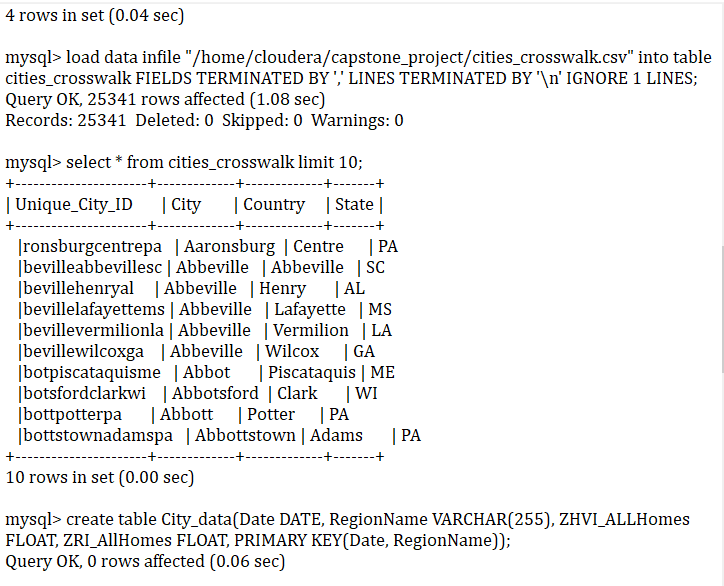 4 rows in set (0.04 sec)
mysql> load data infile "/home/cloudera/capstone_project/cities_crosswalk.csv" into table
cities_crosswalk FIELDS TERMINATED BY ',' LINES TERMINATED BY '\n' IGNORE 1 LINES;
Query OK, 25341 rows affected (1.08 sec)
Records: 25341 Deleted: 0 Skipped: 0 Warnings: 0
mysql> select * from cities_crosswalk limit 10;
+----------------------+-------------+-------------+-------+
| Unique_City_ID | City | Country | State |
+----------------------+-------------+-------------+-------+
|ronsburgcentrepa | Aaronsburg | Centre | PA
|bevilleabbevillesc | Abbeville | Abbeville | SC
|bevillehenryal | Abbeville | Henry | AL
|bevillelafayettems | Abbeville | Lafayette | MS
|bevillevermilionla | Abbeville | Vermilion | LA
|bevillewilcoxga | Abbeville | Wilcox | GA
|botpiscataquisme | Abbot | Piscataquis | ME
|botsfordclarkwi | Abbotsford | Clark | WI
|bottpotterpa | Abbott | Potter | PA
|bottstownadamspa | Abbottstown | Adams | PA
+----------------------+-------------+-------------+-------+
10 rows in set (0.00 sec)
mysql> create table City_data(Date DATE, RegionName VARCHAR(255), ZHVI_ALLHomes
FLOAT, ZRI_AllHomes FLOAT, PRIMARY KEY(Date, RegionName));
Query OK, 0 rows affected (0.06 sec)